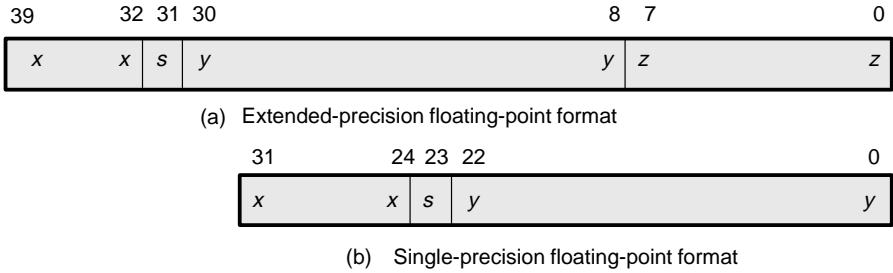 39 32 31 30 8 7 0
x x s y y z z
(a) Extended-precision floating-point format
31 24 23 22 0
x x s y y
(b) Single-precision floating-point format